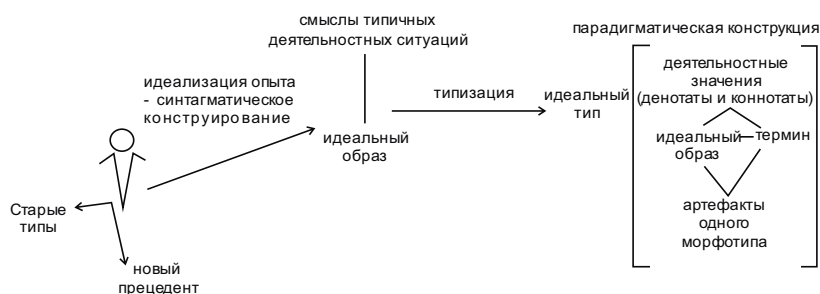 смыслы типичных
деятельностных ситуаций
парадигматическая конструкция
идеализация опыта
- синтагматическое
конструирование
типизация
идеальный
образ
идеальный
тип
деятельностные
значения
(денотаты и коннотаты)
идеальный
образ
термин
артефакты
одного
морфотипа
Старые
типы
новый
прецедент